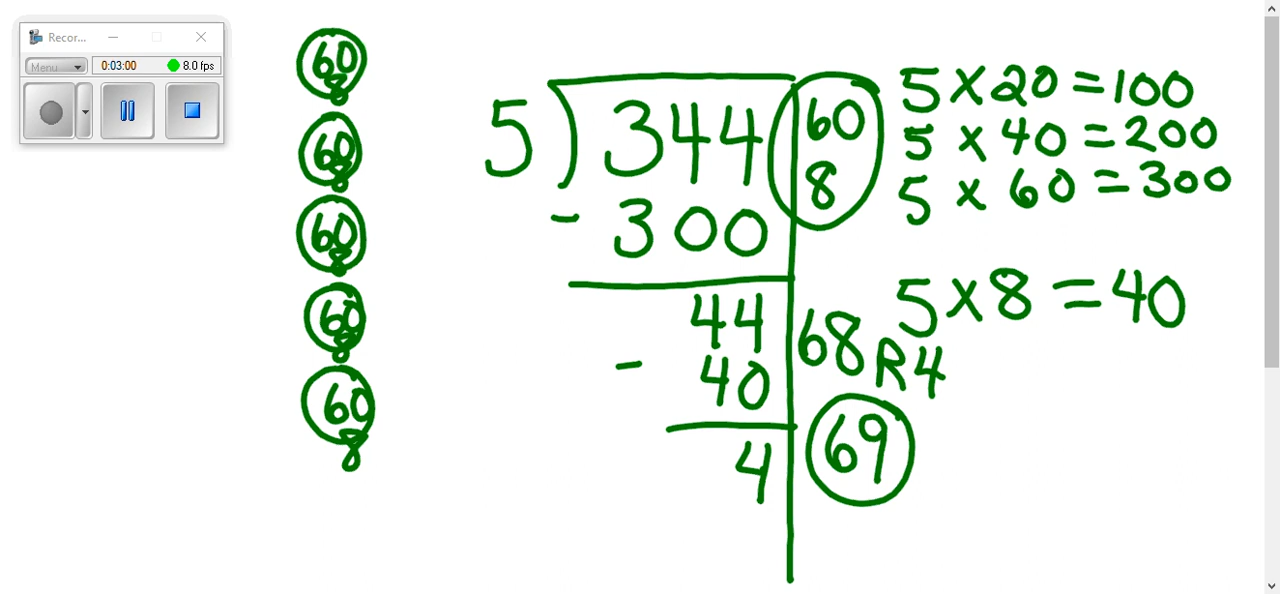 Recor...
Menu
0:03:00
8.0 fps
60
8
60
8
60
8
60
8
60
8
5 ) 344
60
8
- 300
44
- 40
4
68 R4
69
5 × 20 = 100
5 × 40 = 200
5 × 60 = 300
5 × 8 = 40